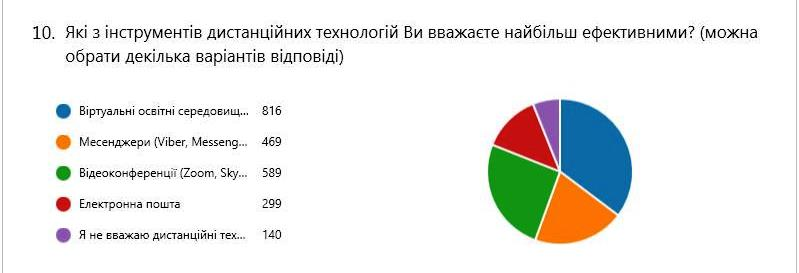 10. Які з інструментів дистанційних технологій Ви вважаєте найбільш ефективними? (можна
обрати декілька варіантів відповіді)
Віртуальні освітні середовищ... 816
Месенджери (Viber, Messeng... 469
Відеоконференції (Zoom, Sky... 589
Електронна пошта 299
Я не вважаю дистанційні тех... 140